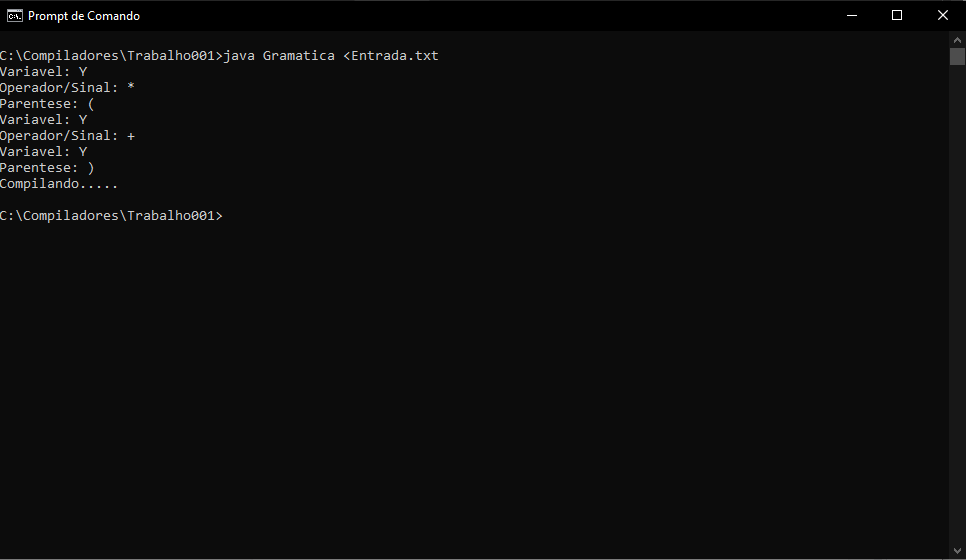 Prompt de Comando
C:\Compiladores\Trabalho001>java Gramatica <Entrada.txt
Variavel: Y
Operador/Sinal: *
Parentese: (
Variavel: Y
Operador/Sinal: +
Variavel: Y
Parentese: )
Compilando.....
C:\Compiladores\Trabalho001>